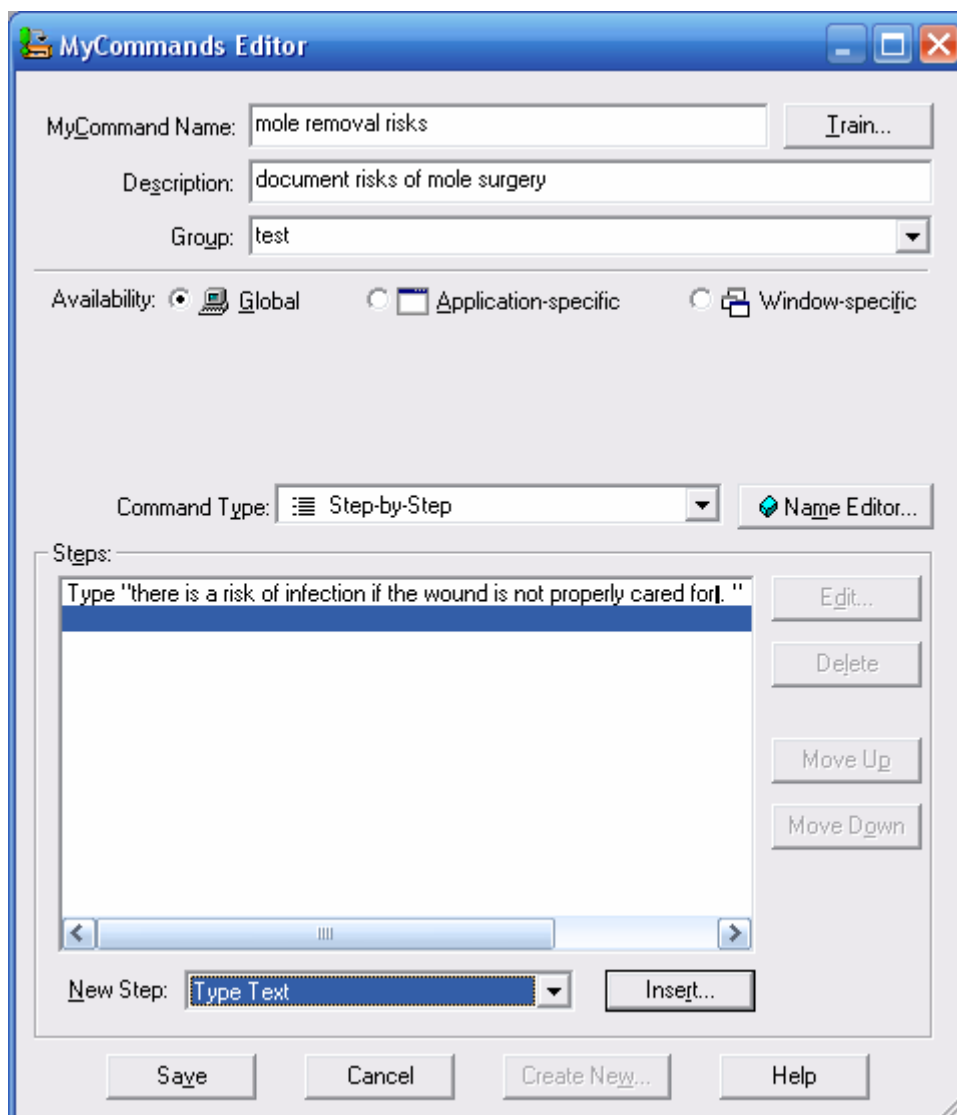 MyCommands Editor
MyCommand Name: mole removal risks Train...
Description: document risks of mole surgery
Group: test
Availability: Global Application-specific Window-specific
Command Type: Step-by-Step Name Editor...
Steps:
Type "there is a risk of infection if the wound is not properly cared for. "
Edit...
Delete
Move Up
Move Down
New Step: Type Text Insert...
Save Cancel Create New... Help